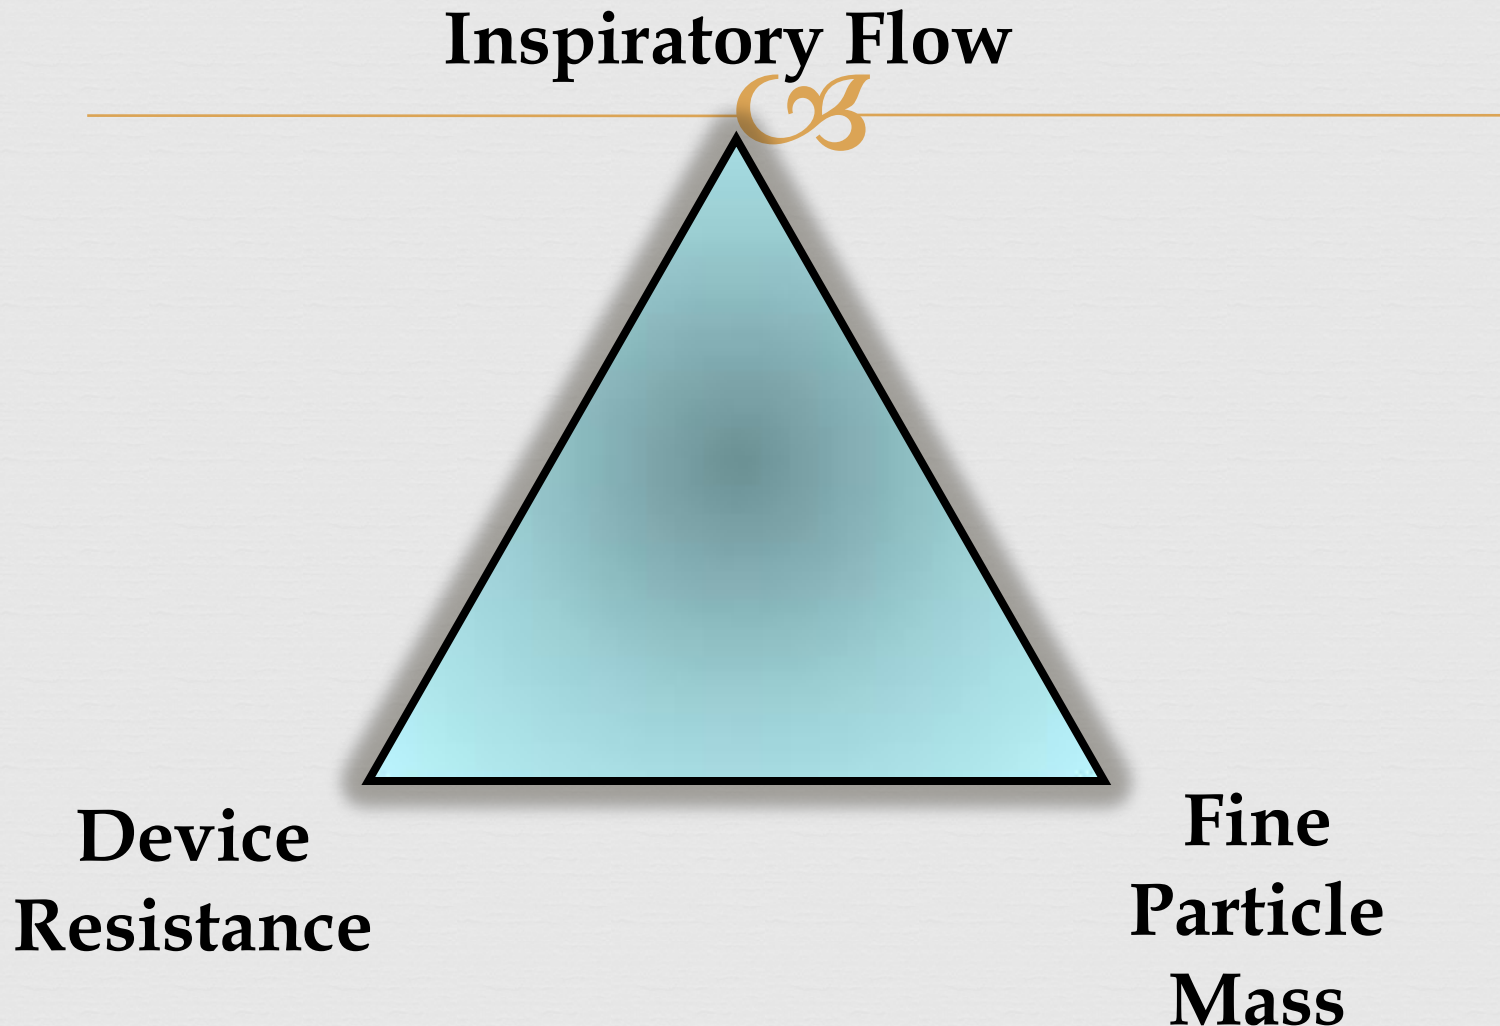 Inspiratory Flow
Device
Resistance
Fine
Particle
Mass